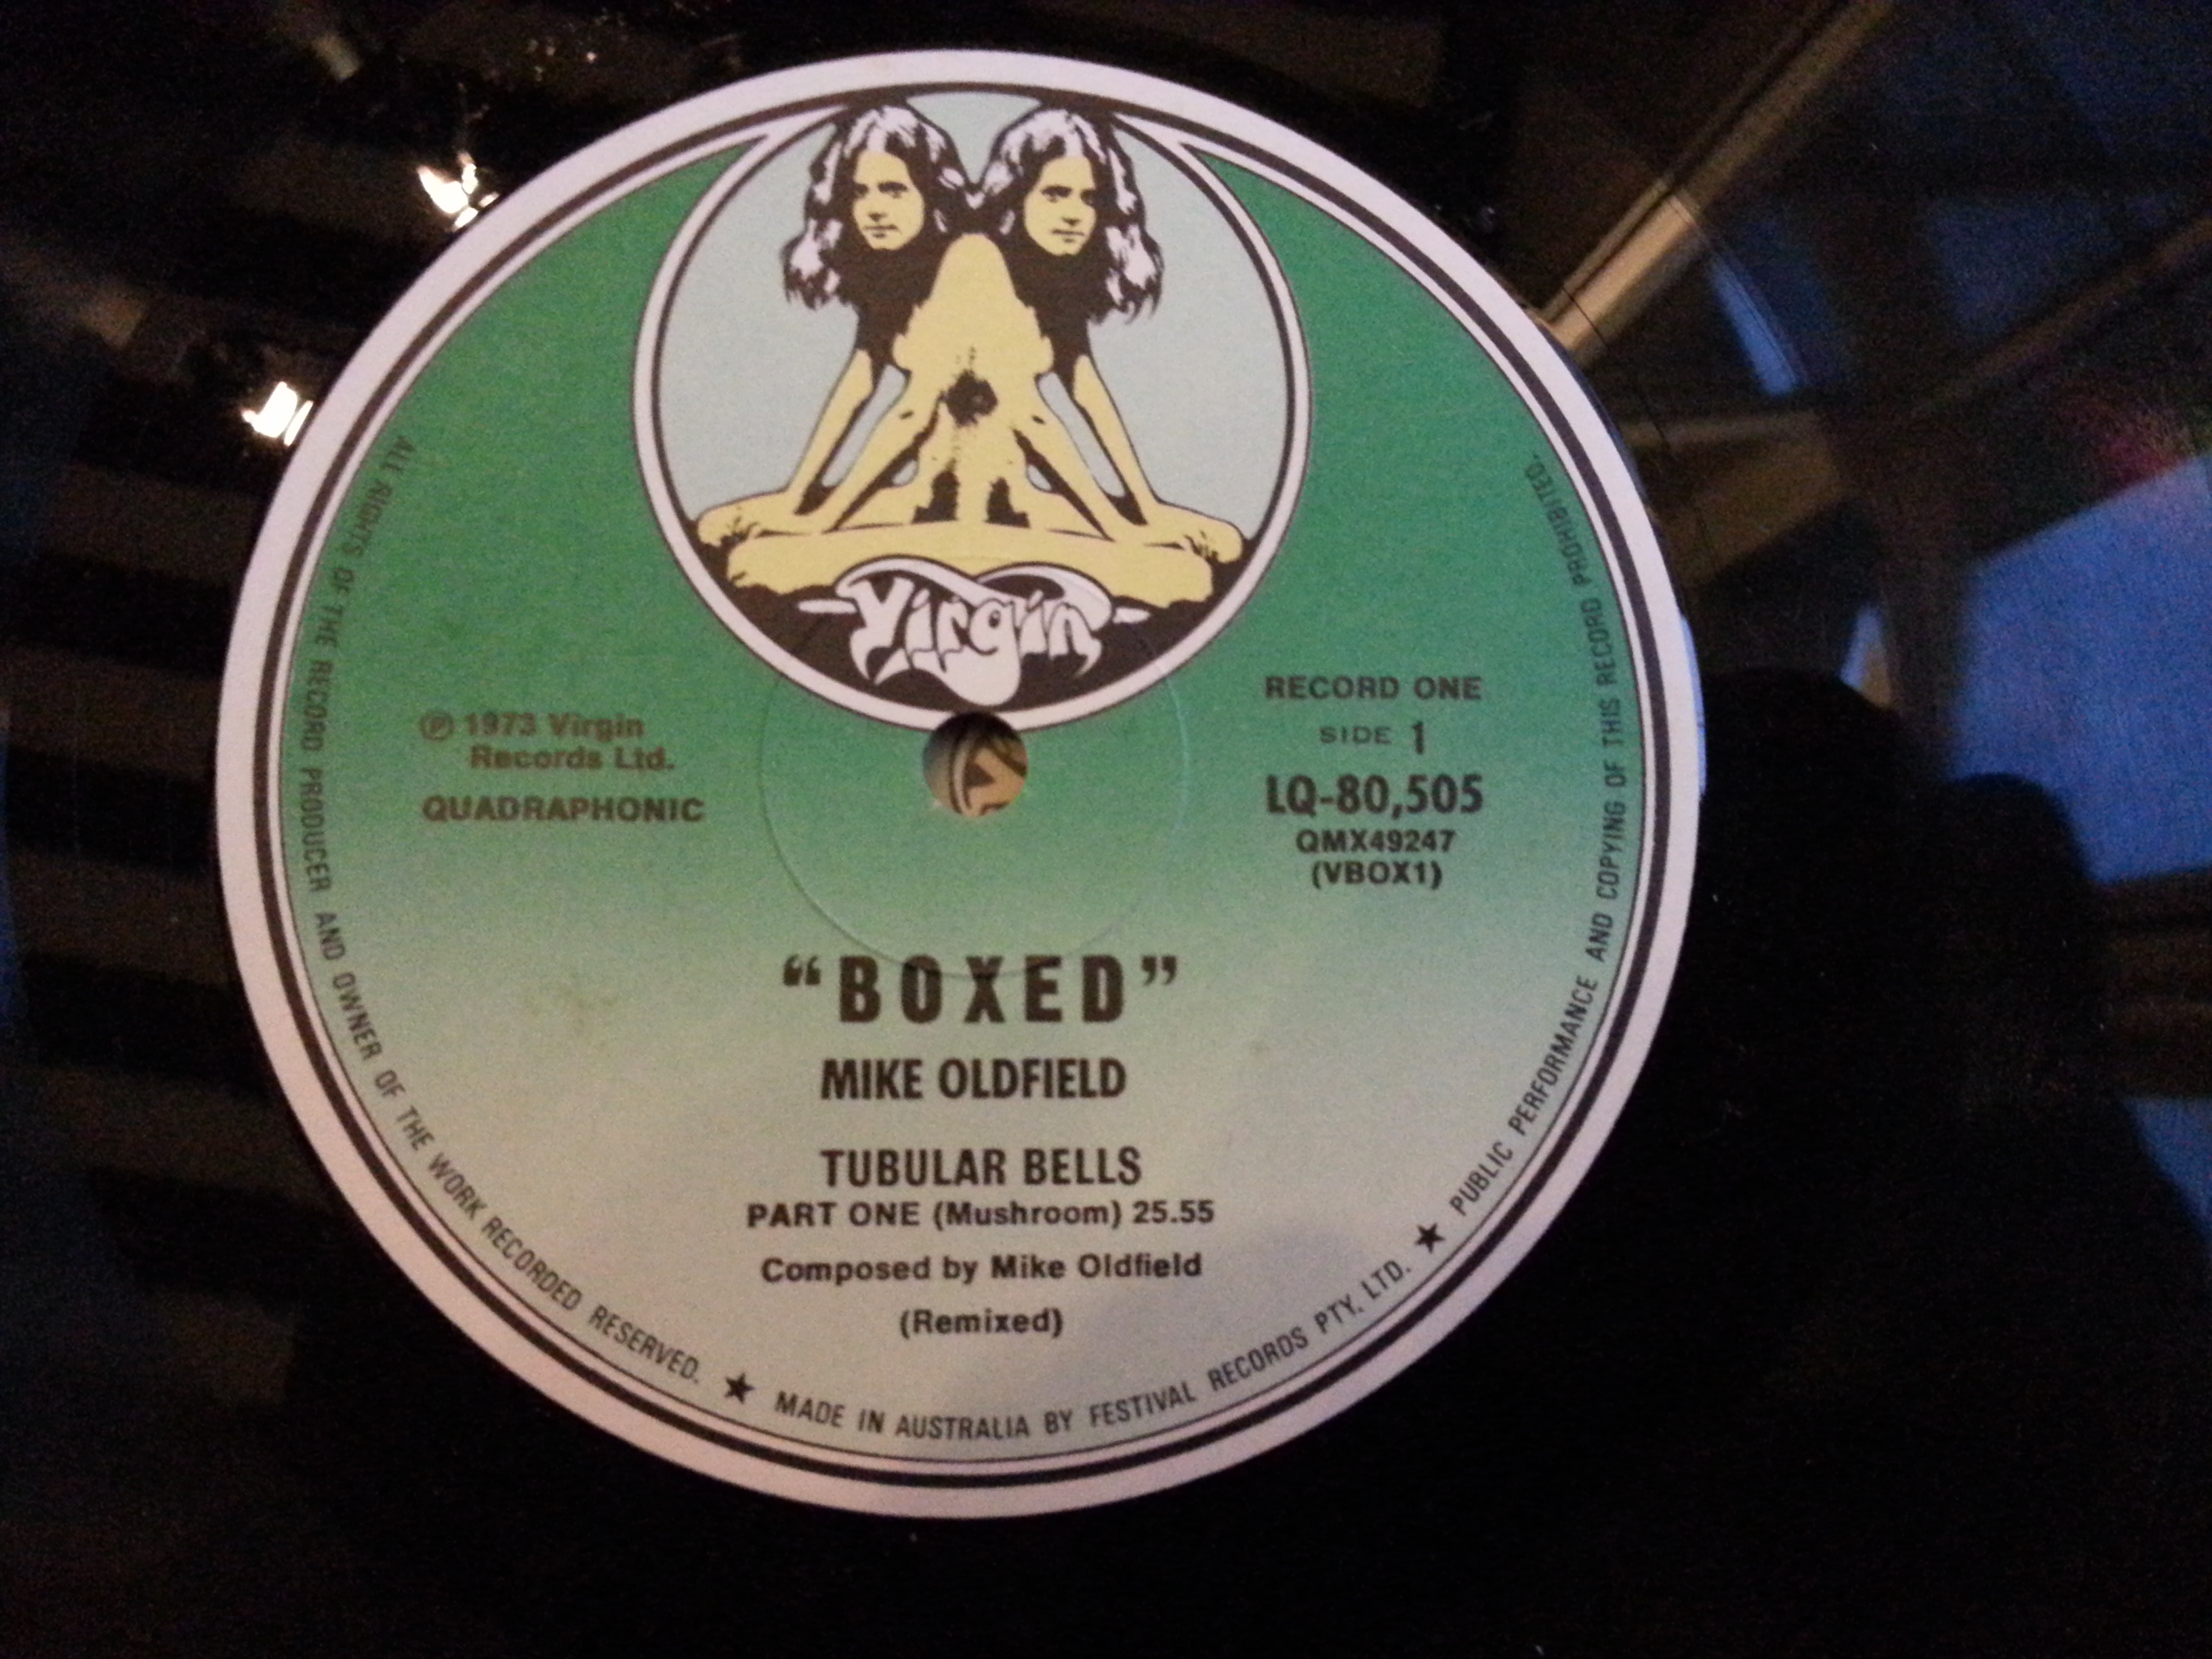 Virgin
℗ 1973 Virgin
Records Ltd.
QUADRAPHONIC
RECORD ONE
SIDE 1
LQ-80,505
QMX49247
(VBOX1)
“BOXED”
MIKE OLDFIELD
TUBULAR BELLS
PART ONE (Mushroom) 25.55
Composed by Mike Oldfield
(Remixed)
ALL RIGHTS OF THE RECORD PRODUCER AND OWNER OF THE WORK RECORDED RESERVED. ★ MADE IN AUSTRALIA BY FESTIVAL RECORDS PTY. LTD. ★ PUBLIC PERFORMANCE AND COPYING OF THIS RECORD PROHIBITED.